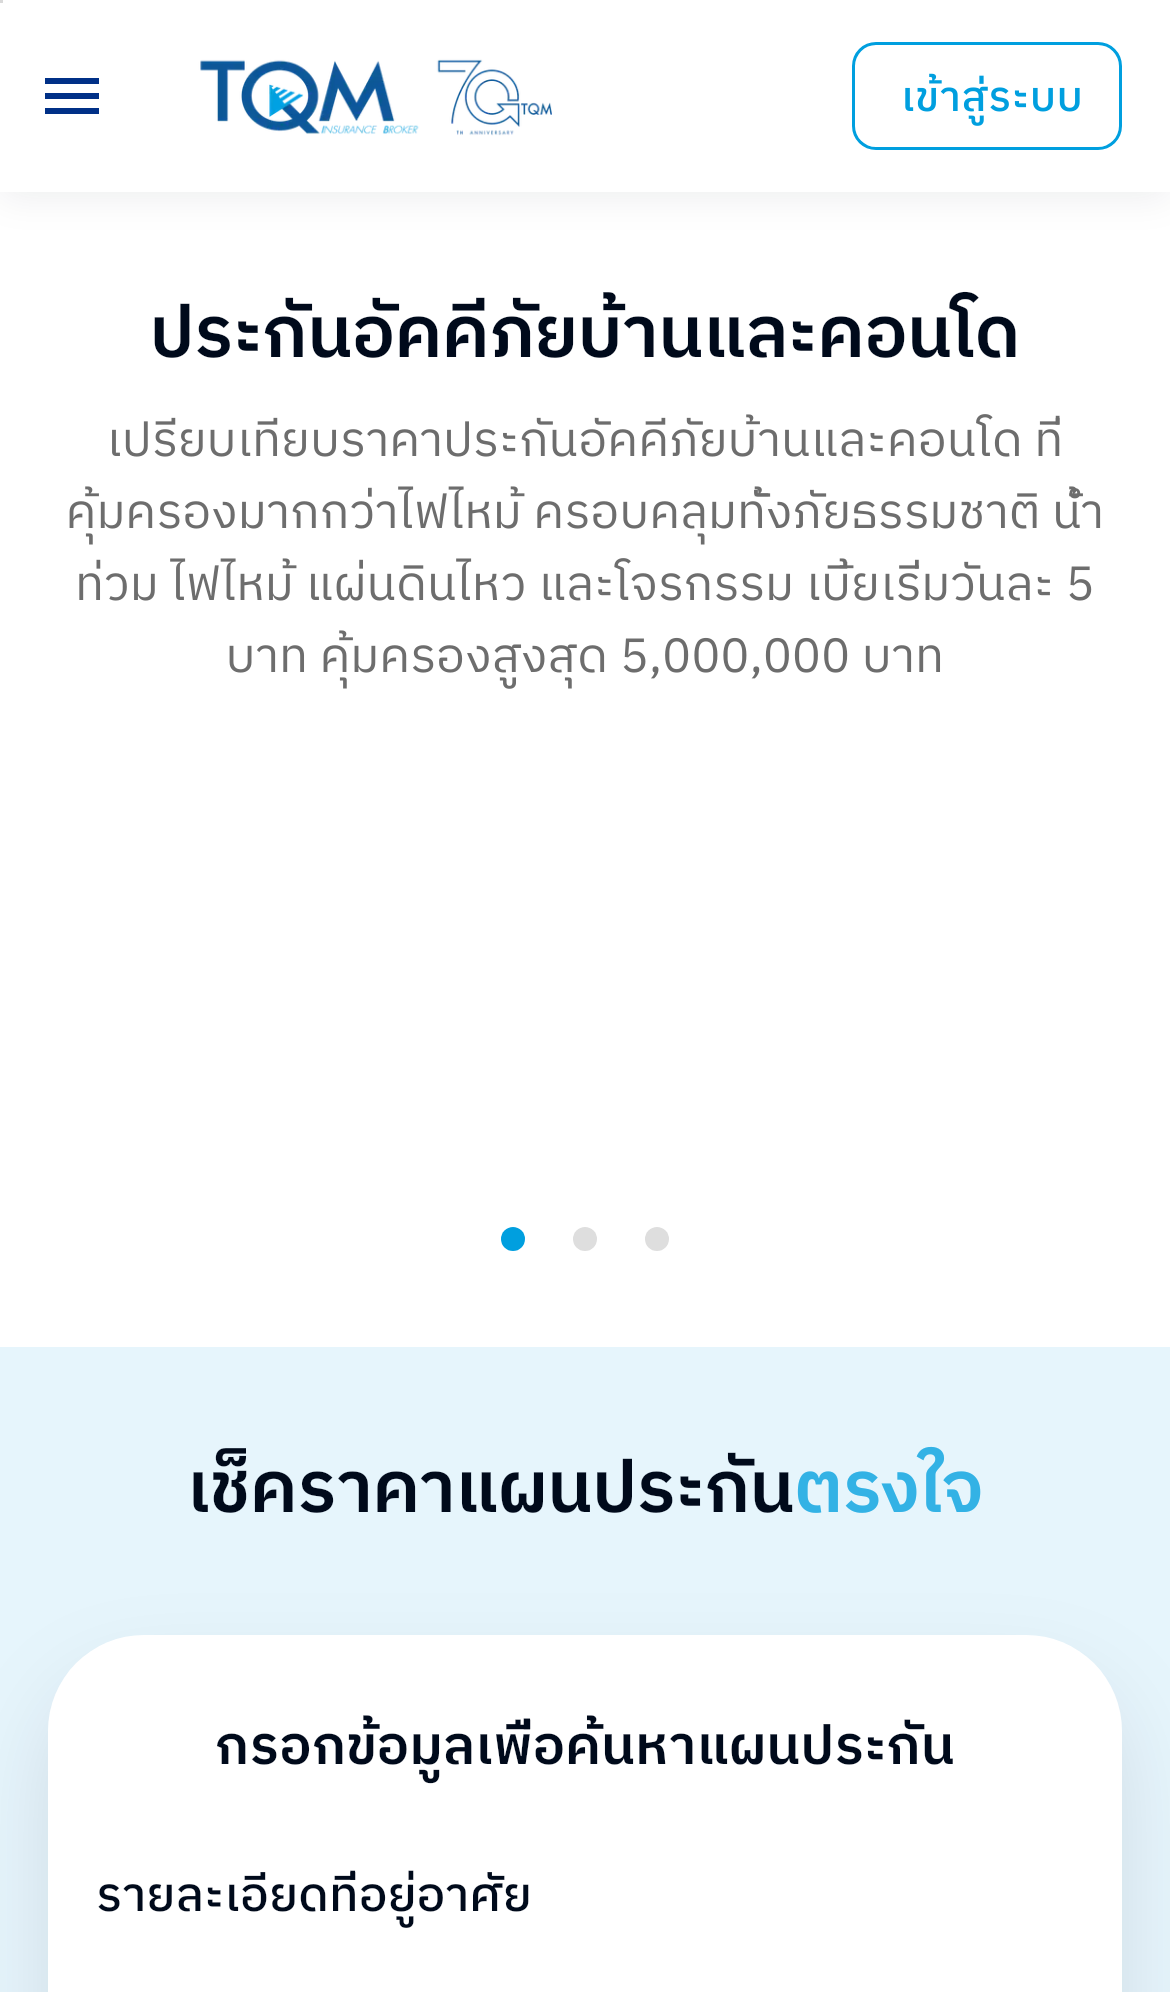 TQM
INSURANCE BROKER
70 TQM
TH ANNIVERSARY
เข้าสู่ระบบ
ประกันอัคคีภัยบ้านและคอนโด
เปรียบเทียบราคาประกันอัคคีภัยบ้านและคอนโด ที่
คุ้มครองมากกว่าไฟไหม้ ครอบคลุมทั้งภัยธรรมชาติ น้ำ
ท่วม ไฟไหม้ แผ่นดินไหว และโจรกรรม เบี้ยเริ่มวันละ 5
บาท คุ้มครองสูงสุด 5,000,000 บาท
เช็คราคาแผนประกันตรงใจ
กรอกข้อมูลเพื่อค้นหาแผนประกัน
รายละเอียดที่อยู่อาศัย